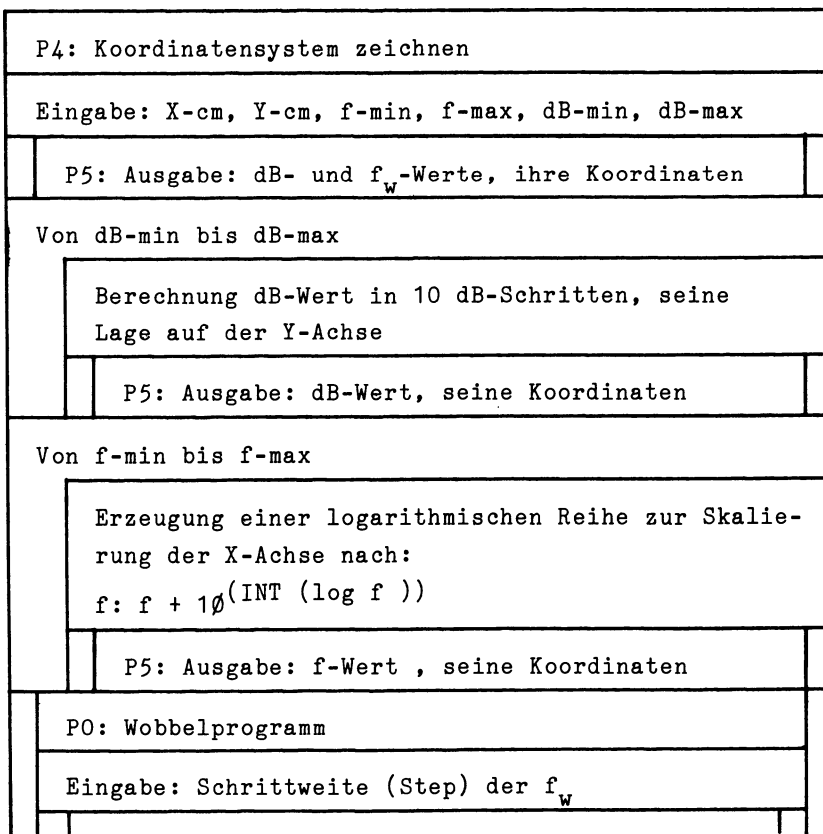 P4: Koordinatensystem zeichnen
Eingabe: X-cm, Y-cm, f-min, f-max, dB-min, dB-max
P5: Ausgabe: dB- und f_w-Werte, ihre Koordinaten
Von dB-min bis dB-max
Berechnung dB-Wert in 10 dB-Schritten, seine
Lage auf der Y-Achse
P5: Ausgabe: dB-Wert, seine Koordinaten
Von f-min bis f-max
Erzeugung einer logarithmischen Reihe zur Skalie-
rung der X-Achse nach:
f: f + 1Ø^(INT (log f ))
P5: Ausgabe: f-Wert , seine Koordinaten
PO: Wobbelprogramm
Eingabe: Schrittweite (Step) der f_w